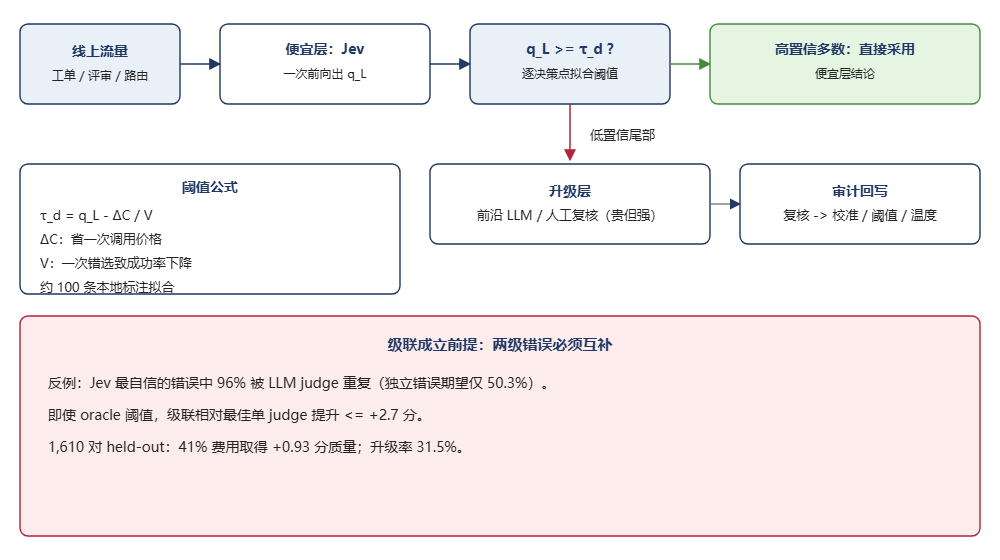 线上流量
工单 / 评审 / 路由
便宜层：Jev
一次前向出 q_L
q_L >= τ_d ?
逐决策点拟合阈值
高置信多数：直接采用
便宜层结论
低置信尾部
阈值公式
τ_d = q_L - ΔC / V
ΔC：省一次调用价格
V：一次错选致成功率下降
约 100 条本地标注拟合
升级层
前沿 LLM / 人工复核（贵但强）
审计回写
复核 -> 校准 / 阈值 / 温度
级联成立前提：两级错误必须互补
反例：Jev 最自信的错误中 96% 被 LLM judge 重复（独立错误期望仅 50.3%）。
即使 oracle 阈值，级联相对最佳单 judge 提升 <= +2.7 分。
1,610 对 held-out：41% 费用取得 +0.93 分质量；升级率 31.5%。